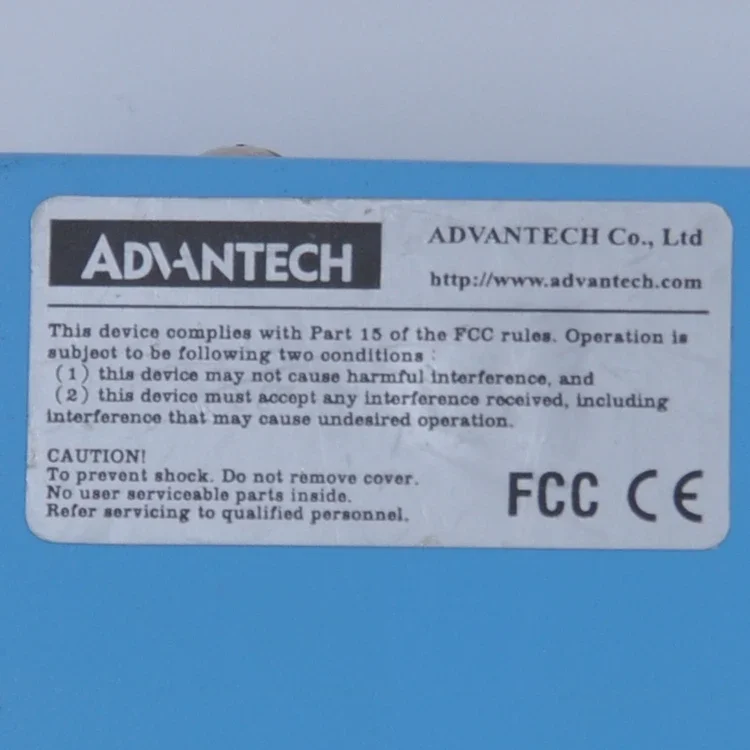 ADVANTECH
ADVANTECH Co., Ltd
http://www.advantech.com
This device complies with Part 15 of the FCC rules. Operation is
subject to be following two conditions :
(1) this device may not cause harmful interference, and
(2) this device must accept any interference received, including
interference that may cause undesired operation.
CAUTION!
To prevent shock. Do not remove cover.
No user serviceable parts inside.
Refer servicing to qualified personnel.
FCC CE